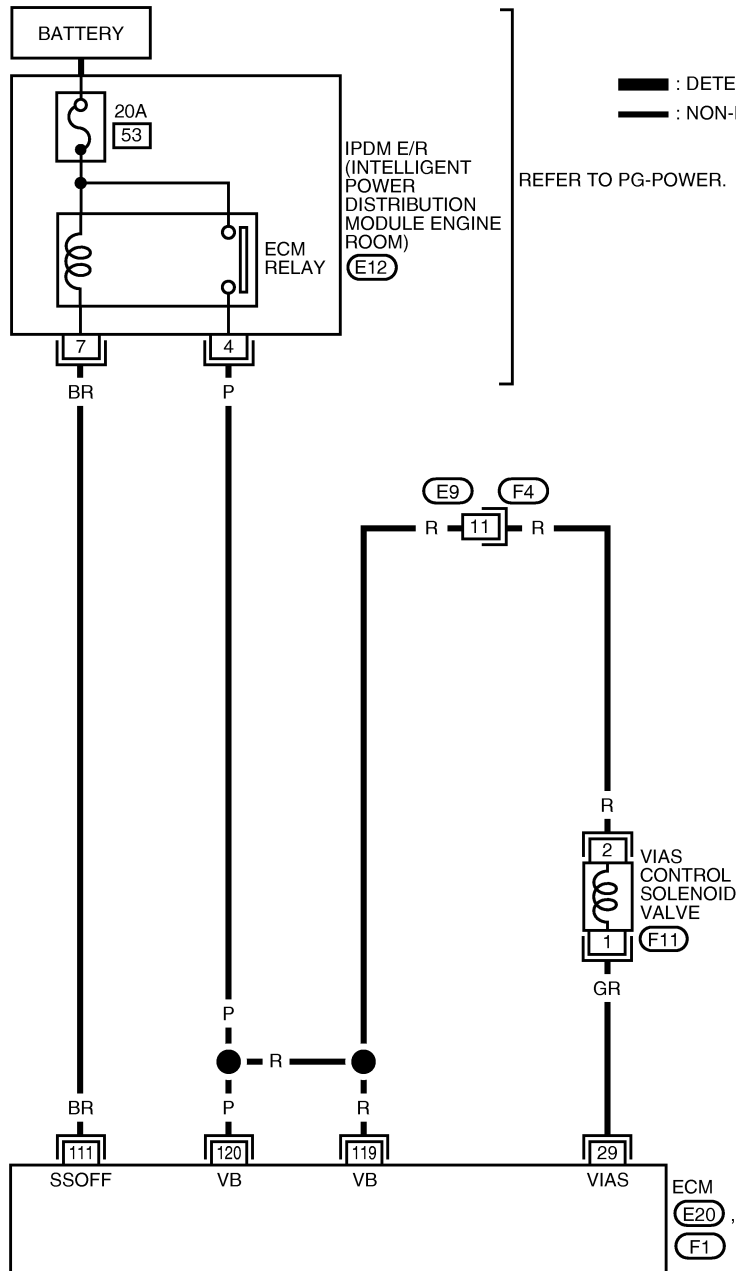 BATTERY
20A
53
: DETE
: NON-
IPDM E/R
(INTELLIGENT
POWER
DISTRIBUTION
MODULE ENGINE
ROOM)
E12
REFER TO PG-POWER.
ECM
RELAY
7
4
BR
P
E9
F4
R
11
R
R
2
VIAS
CONTROL
SOLENOID
VALVE
1
F11
GR
P
R
BR
P
R
111
120
119
29
SSOFF
VB
VB
VIAS
ECM
E20 ,
F1